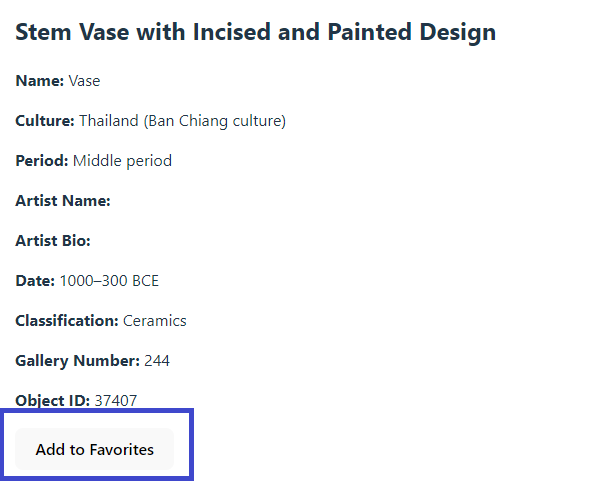 Stem Vase with Incised and Painted Design
Name: Vase
Culture: Thailand (Ban Chiang culture)
Period: Middle period
Artist Name:
Artist Bio:
Date: 1000–300 BCE
Classification: Ceramics
Gallery Number: 244
Object ID: 37407
Add to Favorites